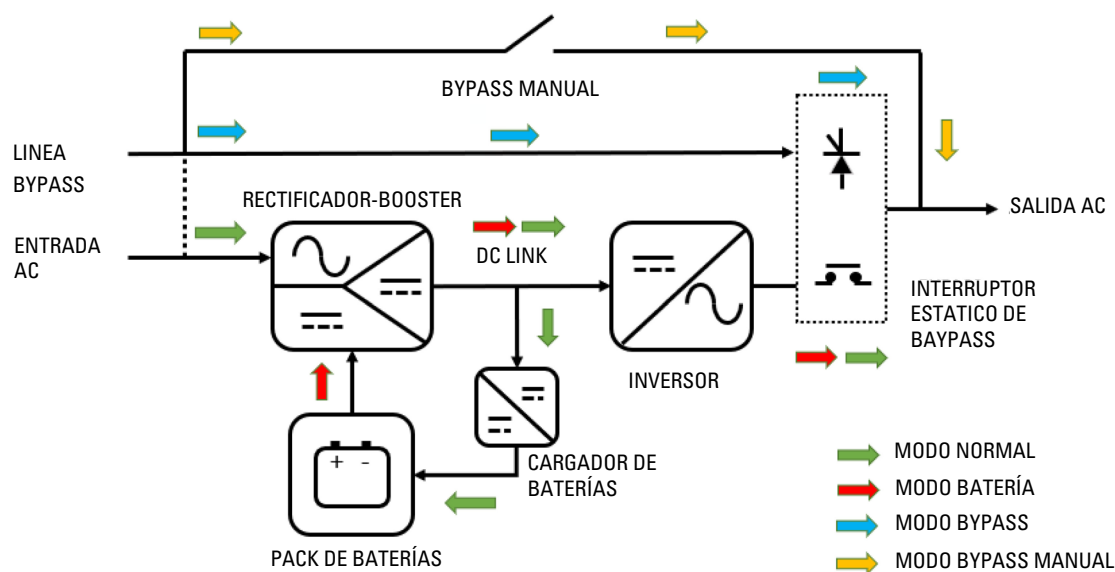 BYPASS MANUAL
LINEA
BYPASS
RECTIFICADOR-BOOSTER
ENTRADA
AC
DC LINK
SALIDA AC
INTERRUPTOR
ESTATICO DE
BAYPASS
INVERSOR
+ -
CARGADOR DE
BATERÍAS
PACK DE BATERÍAS
MODO NORMAL
MODO BATERÍA
MODO BYPASS
MODO BYPASS MANUAL